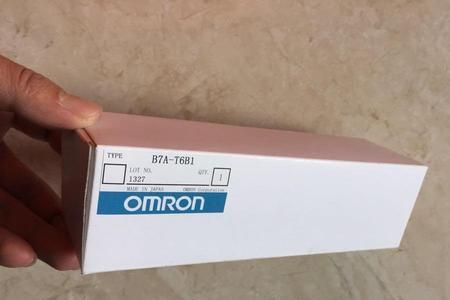 TYPE B7A-T6B1
LOT NO. QTY.
1327 1
MADE IN JAPAN OMRON Corporation
OMRON